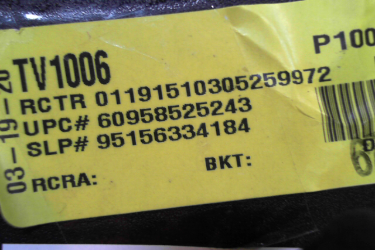 TV1006
P100
RCTR 01191510305259972
UPC# 60958525243
SLP# 95156334184
RCRA:
BKT:
03-19-20